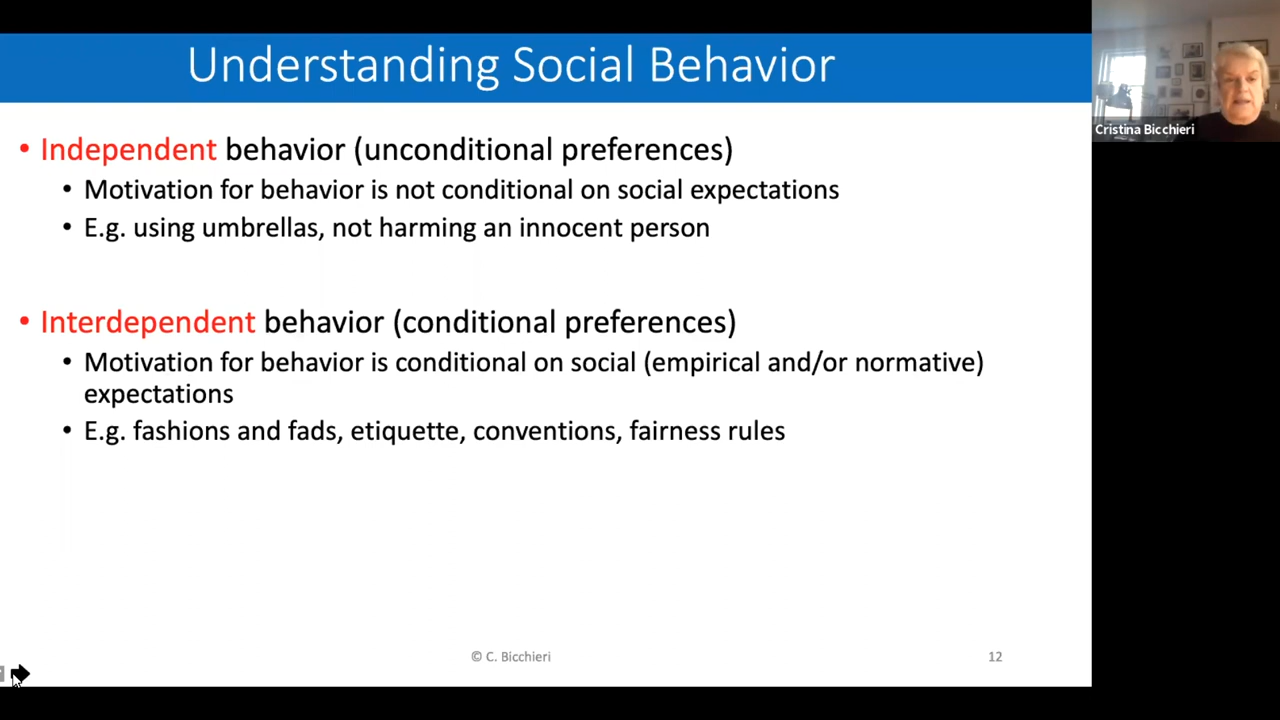 Understanding Social Behavior
• Independent behavior (unconditional preferences)
• Motivation for behavior is not conditional on social expectations
• E.g. using umbrellas, not harming an innocent person
• Interdependent behavior (conditional preferences)
• Motivation for behavior is conditional on social (empirical and/or normative)
expectations
• E.g. fashions and fads, etiquette, conventions, fairness rules
© C. Bicchieri
12
Cristina Bicchieri